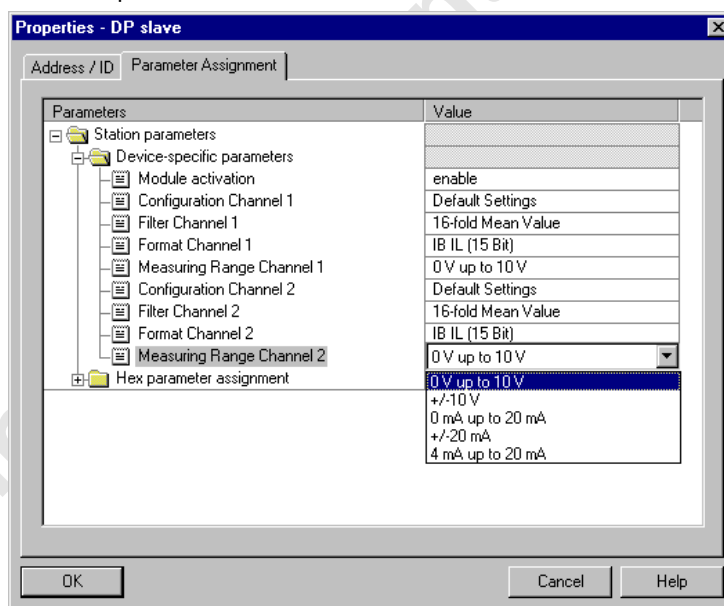 Properties - DP slave
Address / ID Parameter Assignment
Parameters Value
Station parameters
Device-specific parameters
Module activation enable
Configuration Channel 1 Default Settings
Filter Channel 1 16-fold Mean Value
Format Channel 1 IB IL (15 Bit)
Measuring Range Channel 1 0 V up to 10 V
Configuration Channel 2 Default Settings
Filter Channel 2 16-fold Mean Value
Format Channel 2 IB IL (15 Bit)
Measuring Range Channel 2 0 V up to 10 V
Hex parameter assignment
0 V up to 10 V
+/-10 V
0 mA up to 20 mA
+/-20 mA
4 mA up to 20 mA
OK Cancel Help